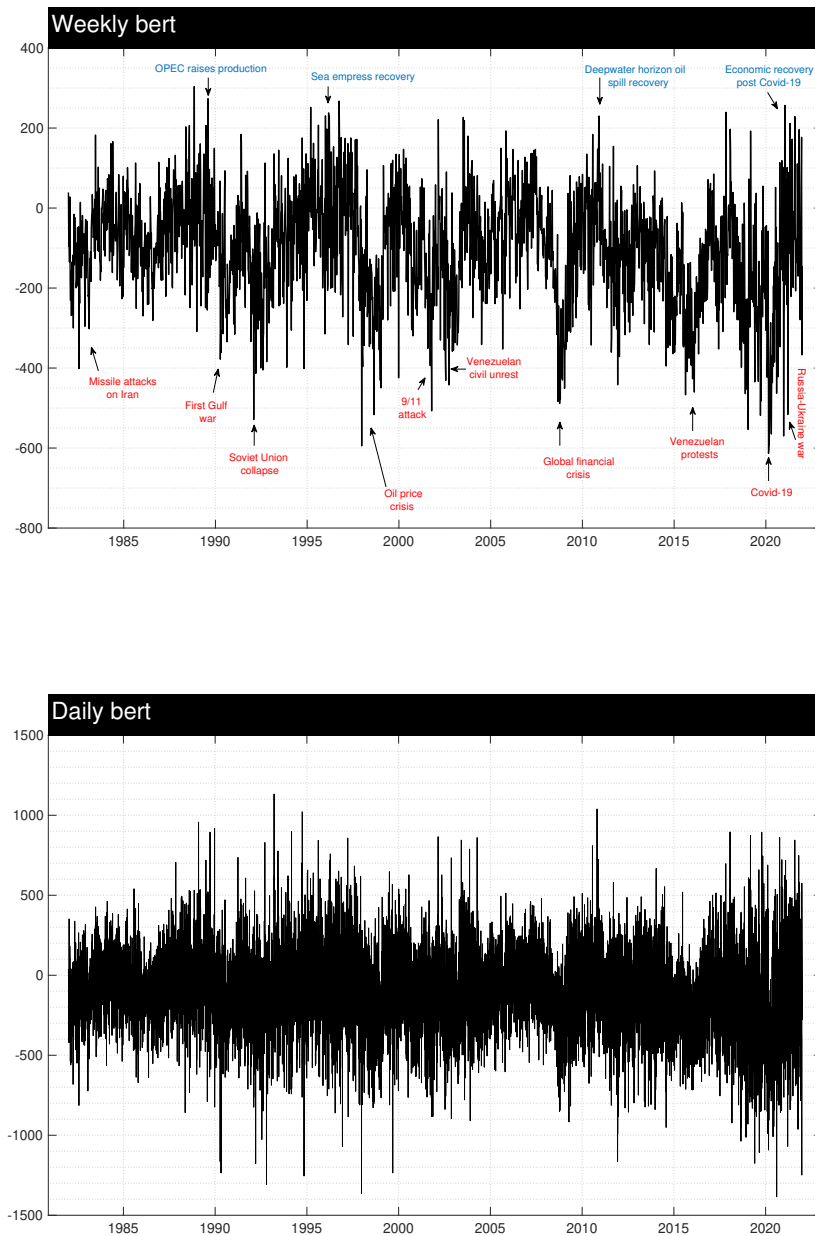 Weekly bert
400
200
0
-200
-400
-600
-800
OPEC raises production
Sea empress recovery
Deepwater horizon oil
spill recovery
Economic recovery
post Covid-19
Missile attacks
on Iran
First Gulf
war
Soviet Union
collapse
Oil price
crisis
9/11
attack
Venezuelan
civil unrest
Global financial
crisis
Venezuelan
protests
Covid-19
Russia-Ukraine war
1985 1990 1995 2000 2005 2010 2015 2020
Daily bert
1500
1000
500
0
-500
-1000
-1500
1985 1990 1995 2000 2005 2010 2015 2020